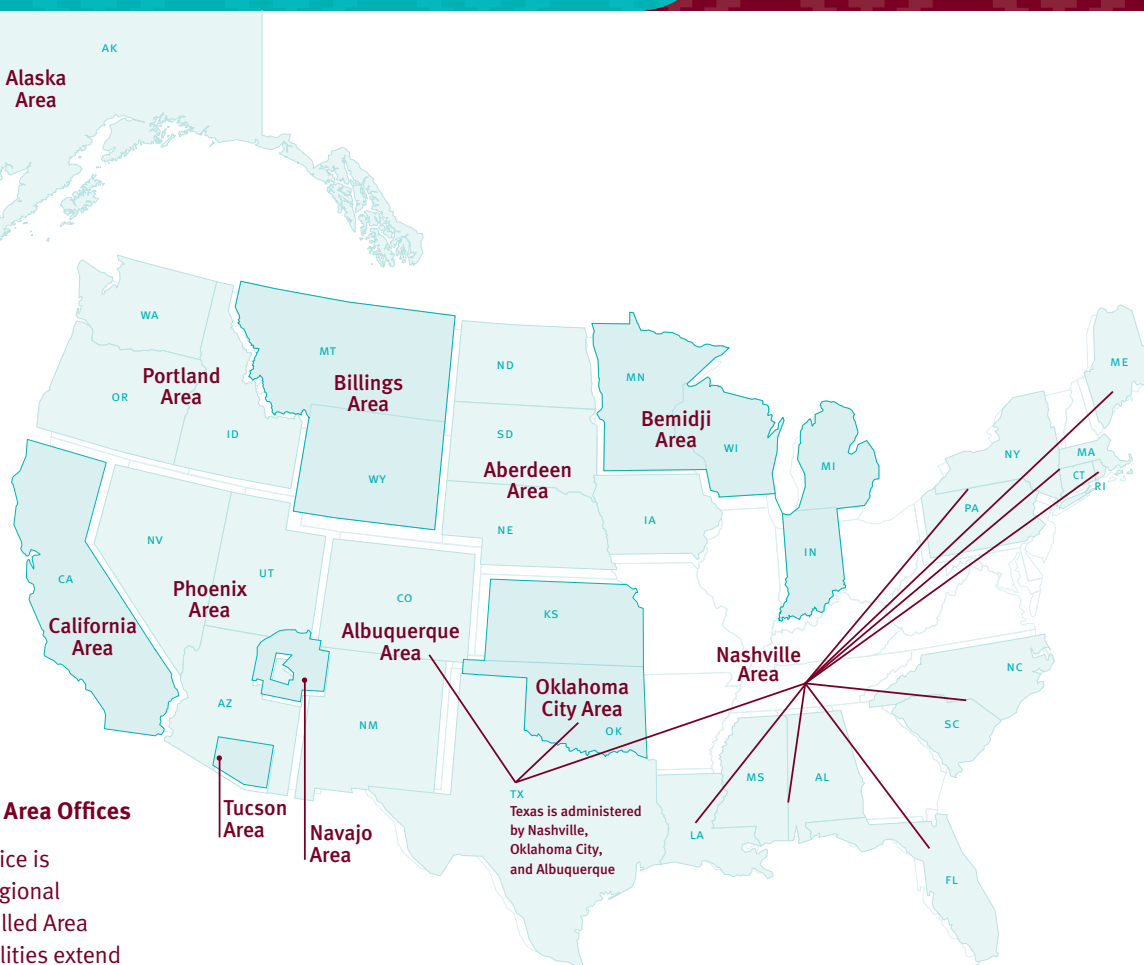 AK
Alaska
Area
WA
MT
ND
MN
ME
OR
Portland
Area
Billings
Area
ID
SD
Bemidji
Area
WI
MI
NY
MA
CT
RI
WY
Aberdeen
Area
NE
IA
PA
IN
NV
UT
CA
Phoenix
Area
CO
KS
California
Area
Albuquerque
Area
Nashville
Area
NC
AZ
NM
Oklahoma
City Area
OK
SC
MS
AL
TX
Texas is administered
by Nashville,
Oklahoma City,
and Albuquerque
LA
FL
Tucson
Area
Navajo
Area
Area Offices
ice is
gional
lled Area
lities extend